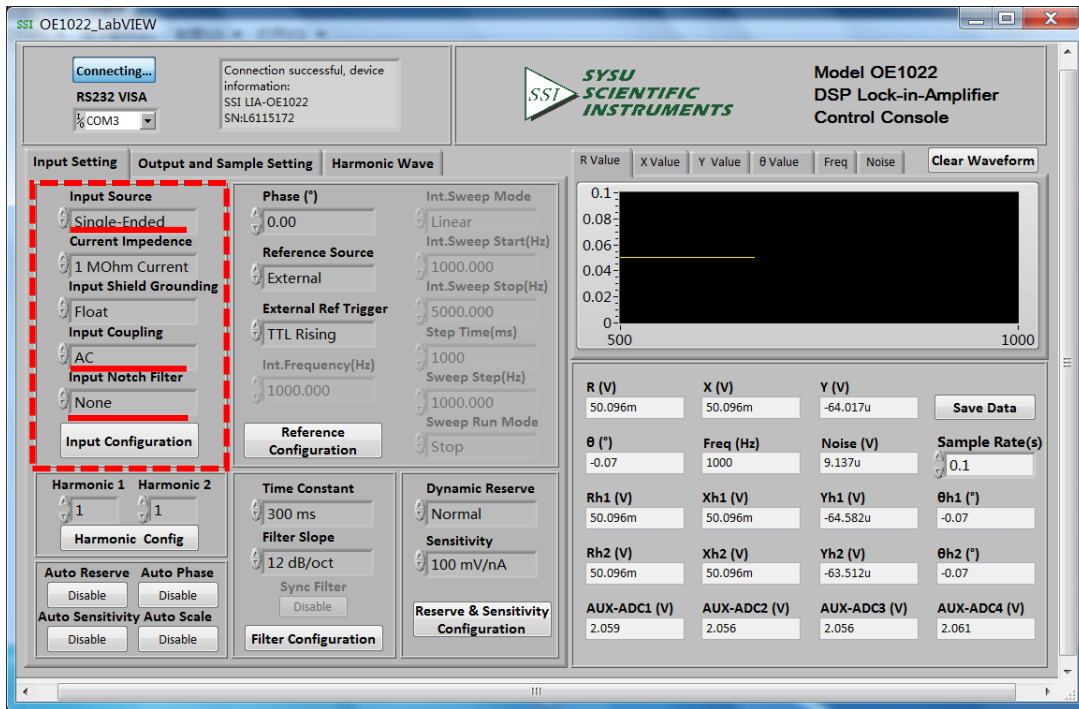 SSI OE1022_LabVIEW
Connecting...
RS232 VISA
COM3
Connection successful, device
information:
SSI LIA-OE1022
SN:L6115172
SSI
SYSU
SCIENTIFIC
INSTRUMENTS
Model OE1022
DSP Lock-in-Amplifier
Control Console
Input Setting
Output and Sample Setting
Harmonic Wave
Input Source
Single-Ended
Current Impedance
1 MOhm Current
Input Shield Grounding
Float
Input Coupling
AC
Input Notch Filter
None
Input Configuration
Phase (°)
0.00
Reference Source
External
External Ref Trigger
TTL Rising
Int.Frequency(Hz)
1000.000
Reference
Configuration
Int.Sweep Mode
Linear
Int.Sweep Start(Hz)
1000.000
Int.Sweep Stop(Hz)
5000.000
Step Time(ms)
1000
Sweep Step(Hz)
1000.000
Sweep Run Mode
Stop
Harmonic 1 Harmonic 2
1 1
Harmonic Config
Auto Reserve Auto Phase
Disable Disable
Auto Sensitivity Auto Scale
Disable Disable
Time Constant
300 ms
Filter Slope
12 dB/oct
Sync Filter
Disable
Filter Configuration
Dynamic Reserve
Normal
Sensitivity
100 mV/nA
Reserve & Sensitivity
Configuration
R Value X Value Y Value θ Value Freq Noise Clear Waveform
0.1
0.08
0.06
0.04
0.02
0
500 1000
R (V) X (V) Y (V)
50.096m 50.096m -64.017u Save Data
θ (°) Freq (Hz) Noise (V) Sample Rate(s)
-0.07 1000 9.137u 0.1
Rh1 (V) Xh1 (V) Yh1 (V) θh1 (°)
50.096m 50.096m -64.582u -0.07
Rh2 (V) Xh2 (V) Yh2 (V) θh2 (°)
50.096m 50.096m -63.512u -0.07
AUX-ADC1 (V) AUX-ADC2 (V) AUX-ADC3 (V) AUX-ADC4 (V)
2.059 2.056 2.056 2.061